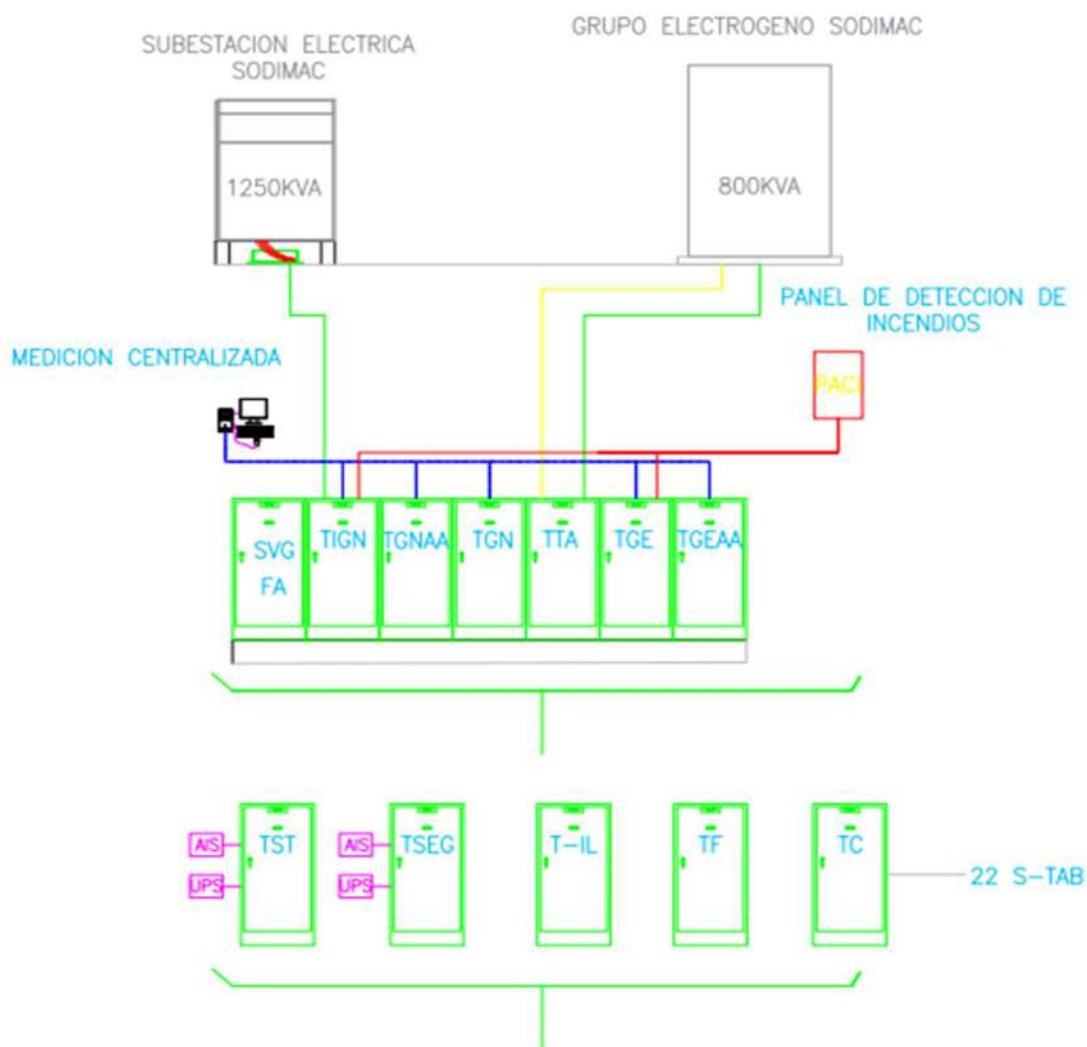 SUBESTACION ELECTRICA
SODIMAC
GRUPO ELECTROGENO SODIMAC
1250KVA
800KVA
PANEL DE DETECCION DE
INCENDIOS
MEDICION CENTRALIZADA
PACI
SVG
FA
TIGN
TGNAA
TGN
TTA
TGE
TGEAA
AIS
UPS
TST
AIS
UPS
TSEG
T-IL
TF
TC
22 S-TAB